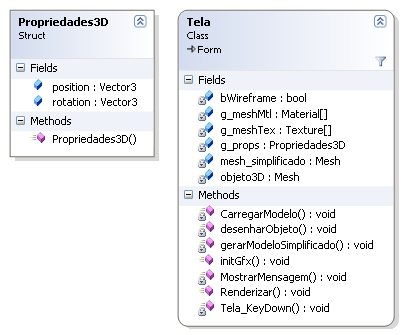 Propriedades3D
Struct
Fields
position : Vector3
rotation : Vector3
Methods
Propriedades3D()
Tela
Class
Form
Fields
bWireframe : bool
g_meshMtl : Material[]
g_meshTex : Texture[]
g_props : Propriedades3D
mesh_simplificado : Mesh
objeto3D : Mesh
Methods
CarregarModelo() : void
desenharObjeto() : void
gerarModeloSimplificado() : void
initGfx() : void
MostrarMensagem() : void
Renderizar() : void
Tela_KeyDown() : void